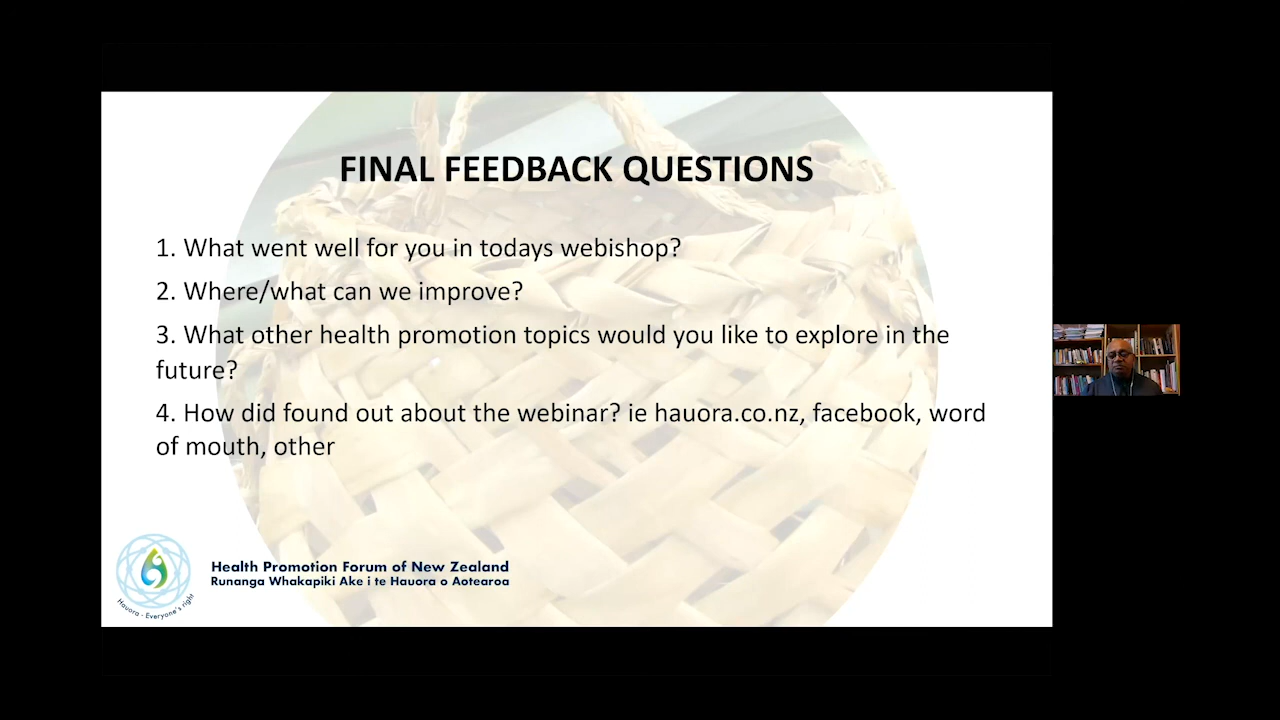 FINAL FEEDBACK QUESTIONS
1. What went well for you in todays webishop?
2. Where/what can we improve?
3. What other health promotion topics would you like to explore in the
future?
4. How did found out about the webinar? ie hauora.co.nz, facebook, word
of mouth, other
Health Promotion Forum of New Zealand
Runanga Whakapiki Ake i te Hauora o Aotearoa
Hauora - Everyone's right